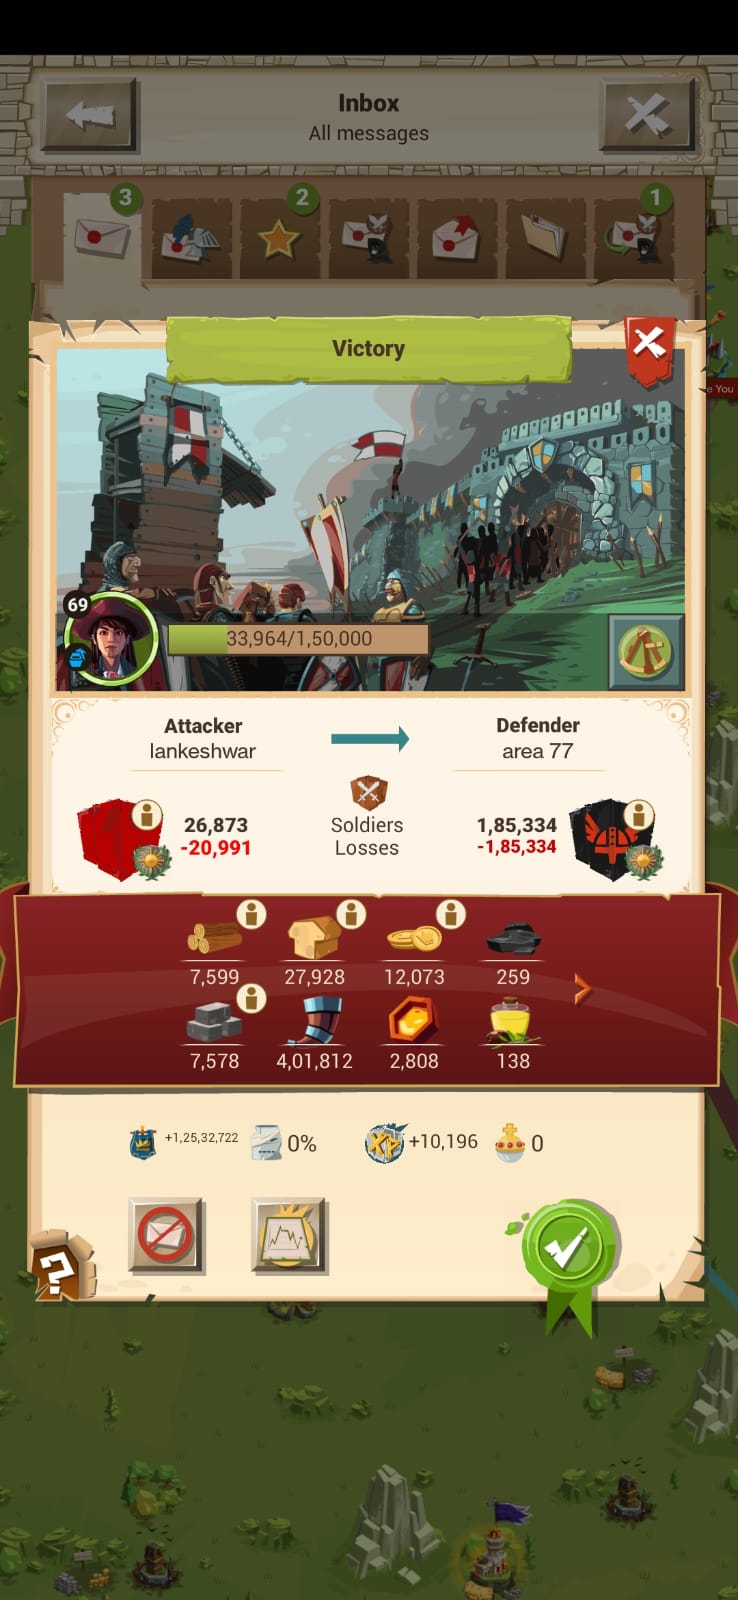 Inbox
All messages
3
2
1
Victory
e You
69
33,964/1,50,000
Attacker
lankeshwar
Defender
area 77
26,873
-20,991
Soldiers
Losses
1,85,334
-1,85,334
7,599
27,928
12,073
259
7,578
4,01,812
2,808
138
+1,25,32,722
0%
XP
+10,196
0
?